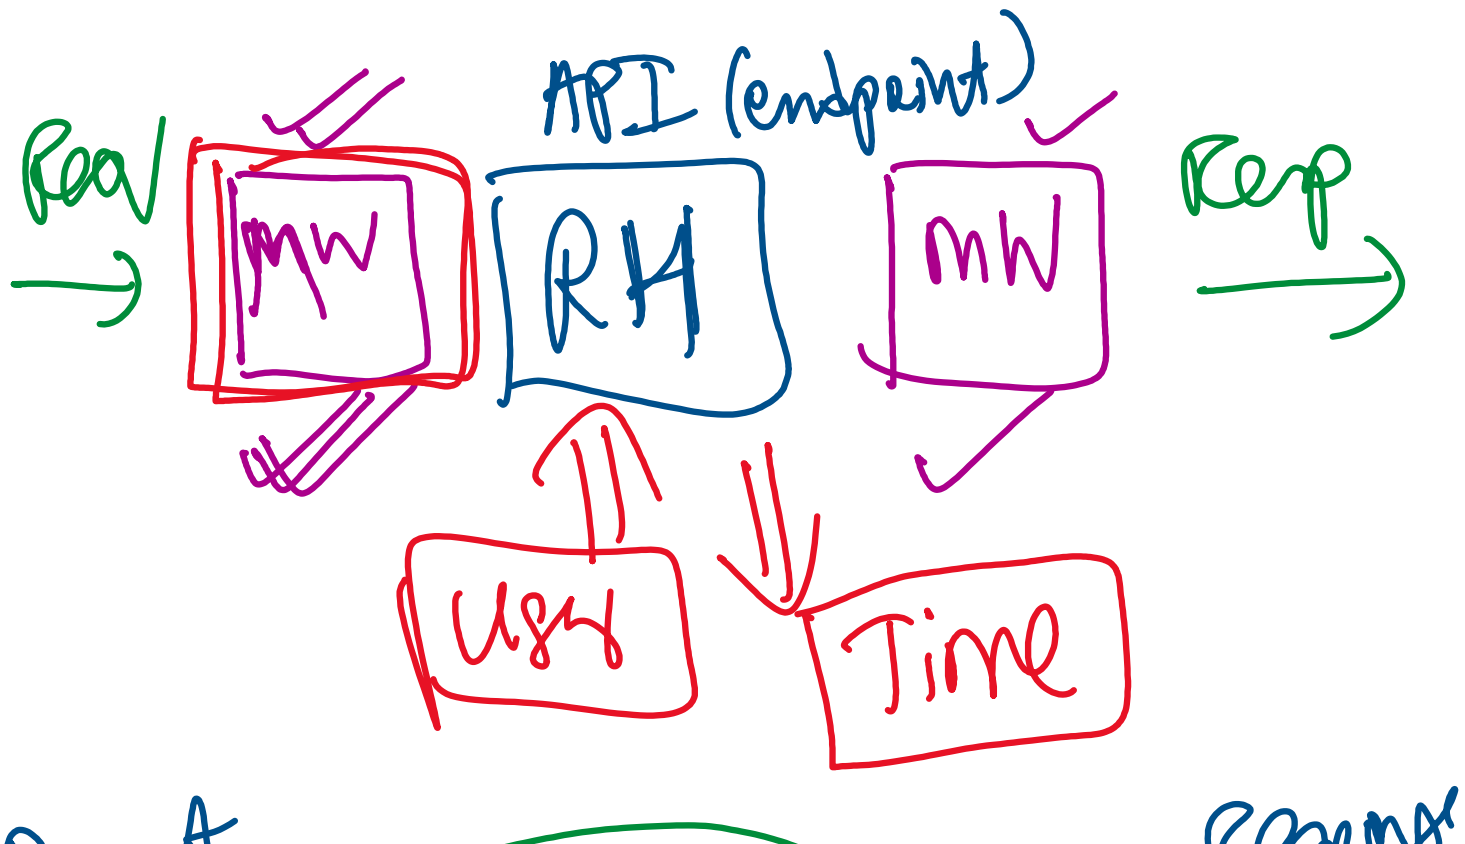 API (endpoint)
Req
Resp
MW
RH
MW
User
Time